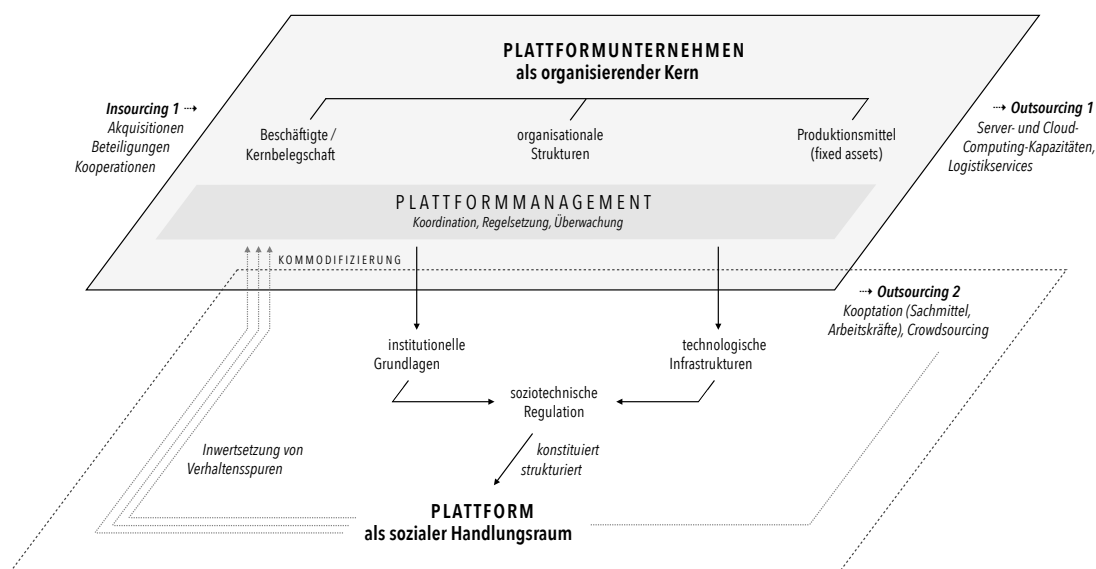 PLATTFORMUNTERNEHMEN
als organisierender Kern
Insourcing 1 ⇢
Akquisitionen
Beteiligungen
Kooperationen
⇢ Outsourcing 1
Server- und Cloud-
Computing-Kapazitäten,
Logistikservices
Beschäftigte /
Kernbelegschaft
organisationale
Strukturen
Produktionsmittel
(fixed assets)
PLATTFORMMANAGEMENT
Koordination, Regelsetzung, Überwachung
KOMMODIFIZIERUNG
⇢ Outsourcing 2
Kooptation (Sachmittel,
Arbeitskräfte), Crowdsourcing
institutionelle
Grundlagen
technologische
Infrastrukturen
soziotechnische
Regulation
Inwertsetzung von
Verhaltensspuren
konstituiert
strukturiert
PLATTFORM
als sozialer Handlungsraum